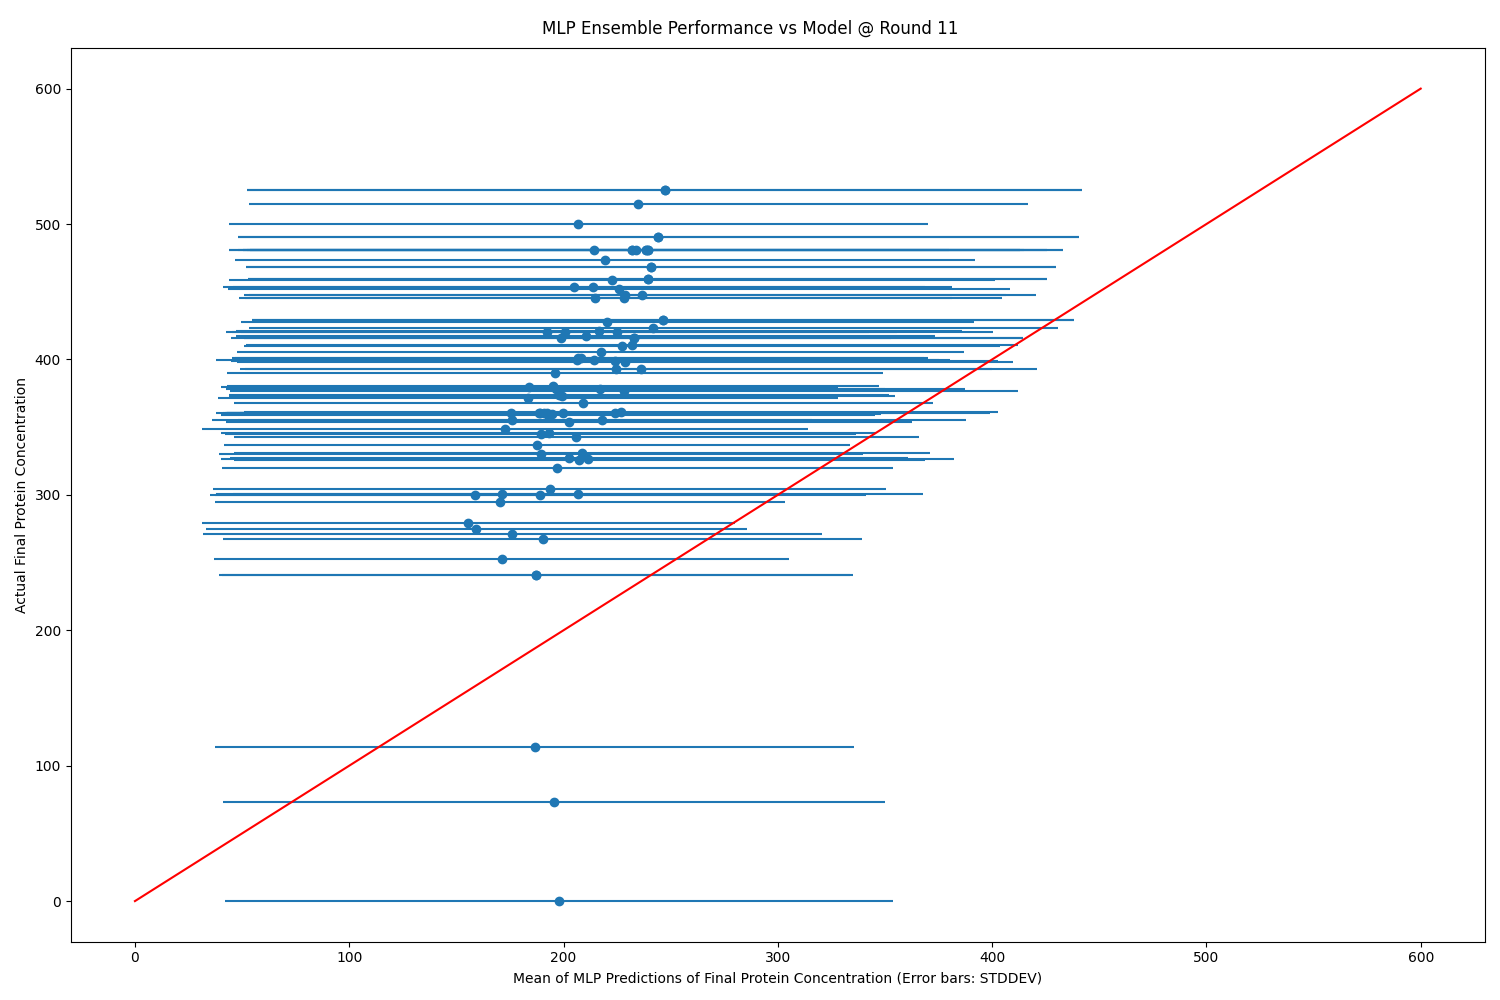 MLP Ensemble Performance vs Model @ Round 11
Actual Final Protein Concentration
600
500
400
300
200
100
0
0 100 200 300 400 500 600
Mean of MLP Predictions of Final Protein Concentration (Error bars: STDDEV)